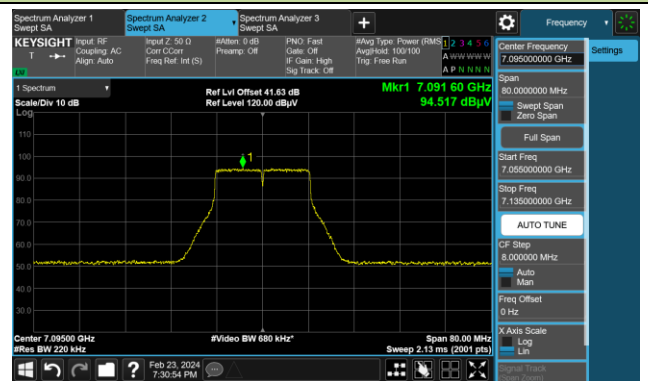 Spectrum Analyzer 1
Swept SA
Spectrum Analyzer 2
Swept SA
Spectrum Analyzer 3
Swept SA
Frequency
KEYSIGHT
Input: RF
Coupling: AC
Align: Auto
Input Z: 50 Ω
Corr CCorr
Freq Ref: Int (S)
#Atten: 0 dB
Preamp: Off
PNO: Fast
Gate: Off
IF Gain: High
Sig Track: Off
#Avg Type: Power (RMS)
Avg|Hold: 100/100
Trig: Free Run
1 2 3 4 5 6
A W W W W W
A P N N N N
T
LV
1 Spectrum
Scale/Div 10 dB
Log
Ref Lvl Offset 41.63 dB
Ref Level 120.00 dBµV
Mkr1 7.091 60 GHz
94.517 dBµV
110
100
90.0
80.0
70.0
60.0
50.0
40.0
30.0
1
Center 7.09500 GHz
#Res BW 220 kHz
#Video BW 680 kHz*
Span 80.00 MHz
Sweep 2.13 ms (2001 pts)
Feb 23, 2024
7:30:54 PM
Center Frequency
7.095000000 GHz
Span
80.0000000 MHz
Swept Span
Zero Span
Full Span
Start Freq
7.055000000 GHz
Stop Freq
7.135000000 GHz
AUTO TUNE
CF Step
8.000000 MHz
Auto
Man
Freq Offset
0 Hz
X Axis Scale
Log
Lin
Signal Track
(Span Zoom)
Settings